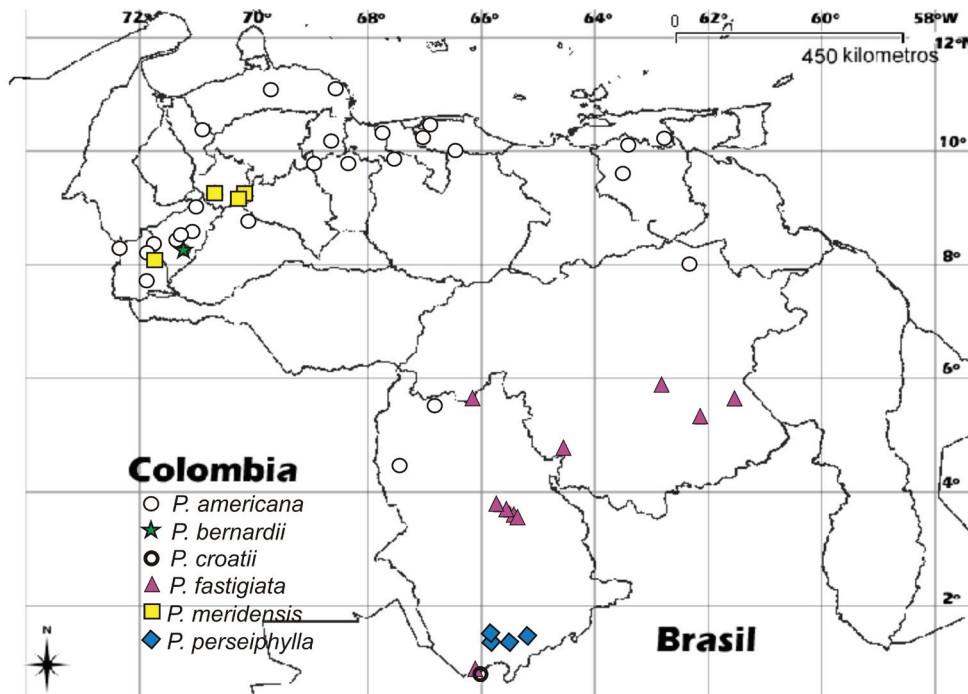 72° 70° 68° 66° 64° 62° 60° 58°W
0
12°N
450 kilometros
10°
8°
6°
4°
2°
Colombia
P. americana
P. bernardii
P. croatii
P. fastigiata
P. meridensis
P. perseiphylla
Brasil
N